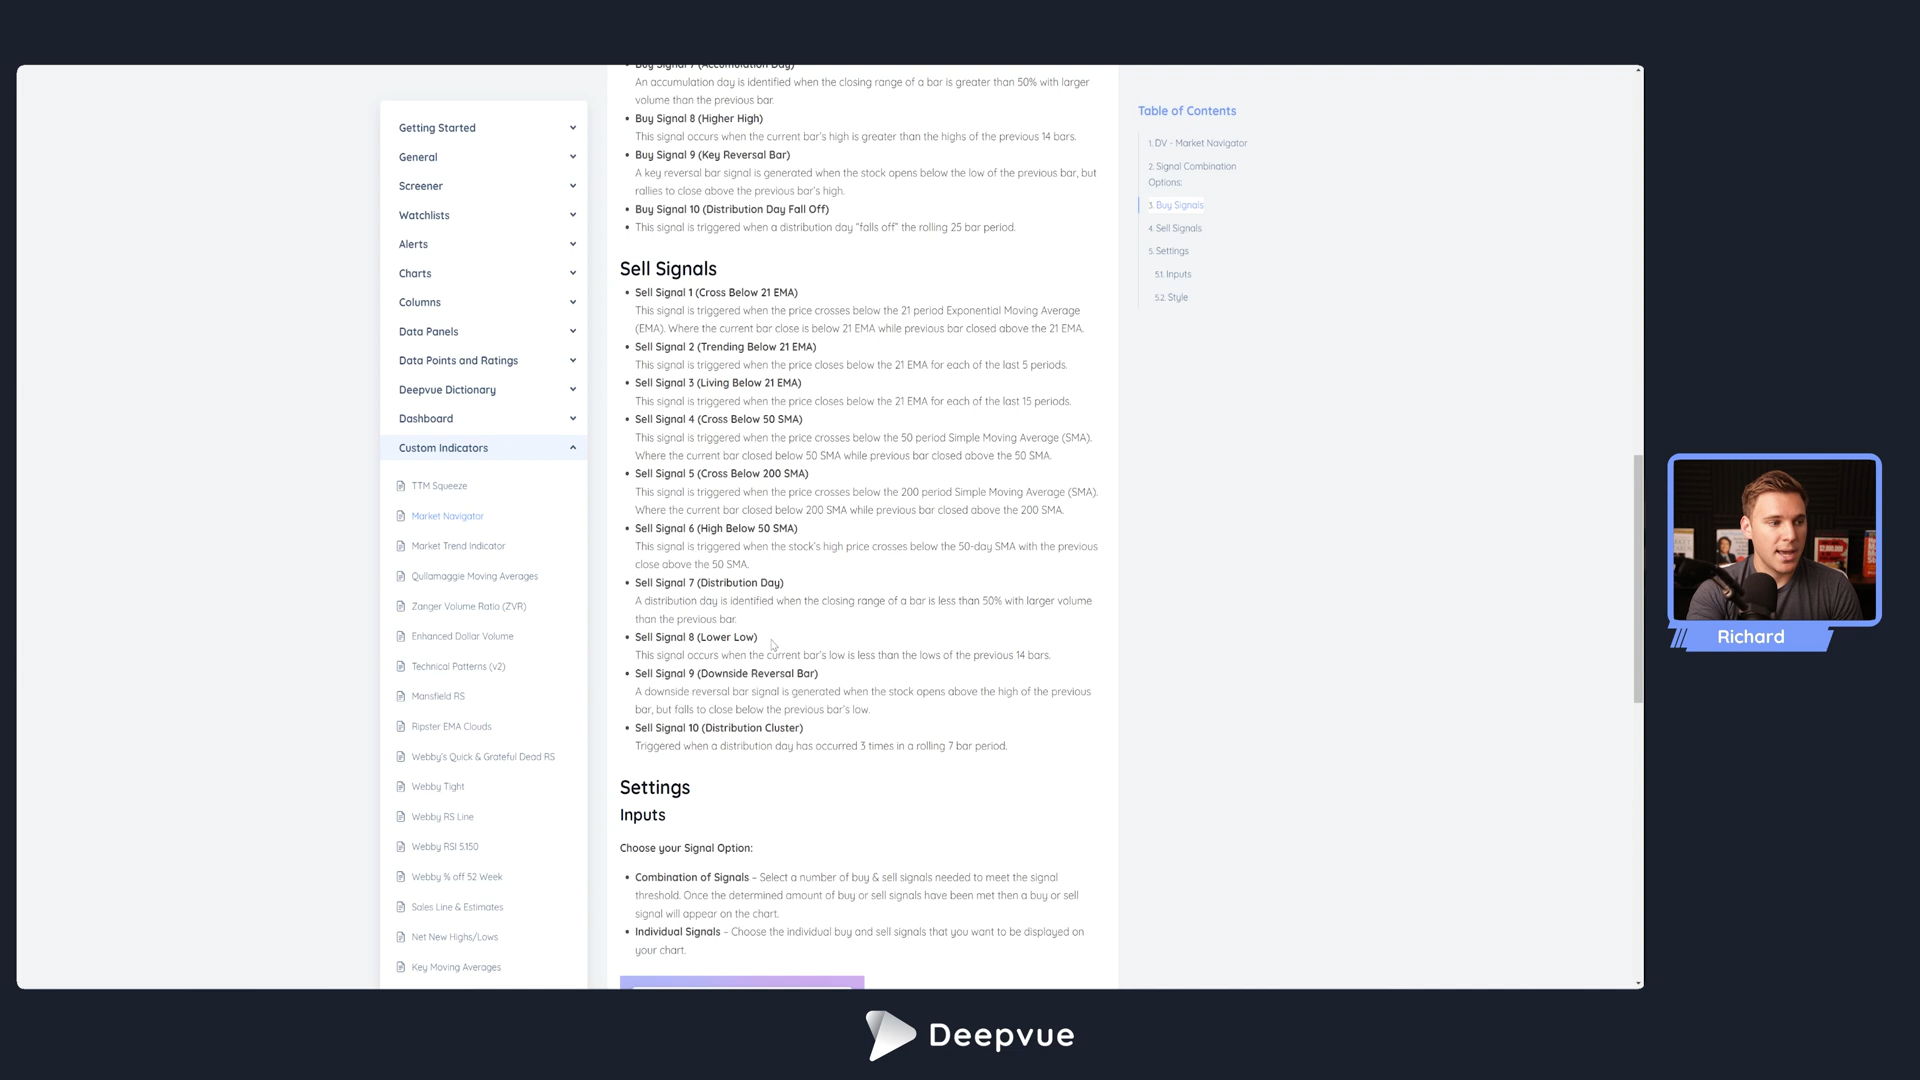 Getting Started
General
Screener
Watchlists
Alerts
Charts
Columns
Data Panels
Data Points and Ratings
Deepvue Dictionary
Dashboard
Custom Indicators
TTM Squeeze
Market Navigator
Market Trend Indicator
Qullamaggie Moving Averages
Zanger Volume Ratio (ZVR)
Enhanced Dollar Volume
Technical Patterns (v2)
Mansfield RS
Ripster EMA Clouds
Webby's Quick & Grateful Dead RS
Webby Tight
Webby RS Line
Webby RSI 5.150
Webby % off 52 Week
Sales Line & Estimates
Net New Highs/Lows
Key Moving Averages
Buy Signal 7 (Accumulation Day)
An accumulation day is identified when the closing range of a bar is greater than 50% with larger
volume than the previous bar.
• Buy Signal 8 (Higher High)
This signal occurs when the current bar's high is greater than the highs of the previous 14 bars.
• Buy Signal 9 (Key Reversal Bar)
A key reversal bar signal is generated when the stock opens below the low of the previous bar, but
rallies to close above the previous bar's high.
• Buy Signal 10 (Distribution Day Fall Off)
• This signal is triggered when a distribution day "falls off" the rolling 25 bar period.
Sell Signals
• Sell Signal 1 (Cross Below 21 EMA)
This signal is triggered when the price crosses below the 21 period Exponential Moving Average
(EMA). Where the current bar close is below 21 EMA while previous bar closed above the 21 EMA.
• Sell Signal 2 (Trending Below 21 EMA)
This signal is triggered when the price closes below the 21 EMA for each of the last 5 periods.
• Sell Signal 3 (Living Below 21 EMA)
This signal is triggered when the price closes below the 21 EMA for each of the last 15 periods.
• Sell Signal 4 (Cross Below 50 SMA)
This signal is triggered when the price crosses below the 50 period Simple Moving Average (SMA).
Where the current bar closed below 50 SMA while previous bar closed above the 50 SMA.
• Sell Signal 5 (Cross Below 200 SMA)
This signal is triggered when the price crosses below the 200 period Simple Moving Average (SMA).
Where the current bar closed below 200 SMA while previous bar closed above the 200 SMA.
• Sell Signal 6 (High Below 50 SMA)
This signal is triggered when the stock's high price crosses below the 50-day SMA with the previous
close above the 50 SMA.
• Sell Signal 7 (Distribution Day)
A distribution day is identified when the closing range of a bar is less than 50% with larger volume
than the previous bar.
• Sell Signal 8 (Lower Low)
This signal occurs when the current bar's low is less than the lows of the previous 14 bars.
• Sell Signal 9 (Downside Reversal Bar)
A downside reversal bar signal is generated when the stock opens above the high of the previous
bar, but falls to close below the previous bar's low.
• Sell Signal 10 (Distribution Cluster)
Triggered when a distribution day has occurred 3 times in a rolling 7 bar period.
Settings
Inputs
Choose your Signal Option:
• Combination of Signals – Select a number of buy & sell signals needed to meet the signal
threshold. Once the determined amount of buy or sell signals have been met then a buy or sell
signal will appear on the chart.
• Individual Signals – Choose the individual buy and sell signals that you want to be displayed on
your chart.
Table of Contents
1. DV - Market Navigator
2. Signal Combination
Options:
3. Buy Signals
4. Sell Signals
5. Settings
5.1. Inputs
5.2. Style
Richard
Deepvue